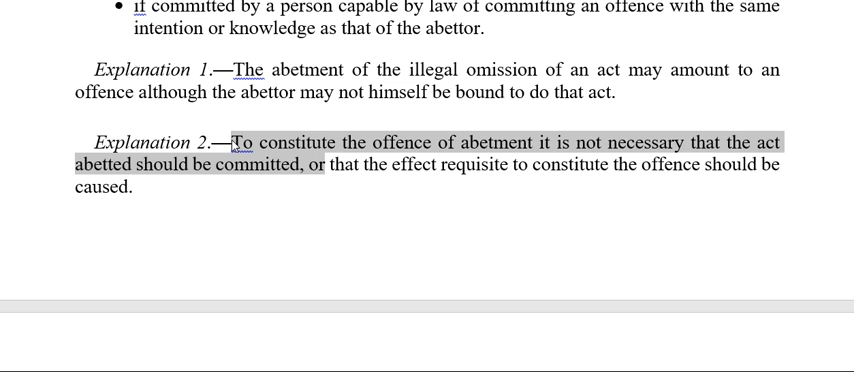 • if committed by a person capable by law of committing an offence with the same
intention or knowledge as that of the abettor.
Explanation 1.—The abetment of the illegal omission of an act may amount to an
offence although the abettor may not himself be bound to do that act.
Explanation 2.—To constitute the offence of abetment it is not necessary that the act
abetted should be committed, or that the effect requisite to constitute the offence should be
caused.